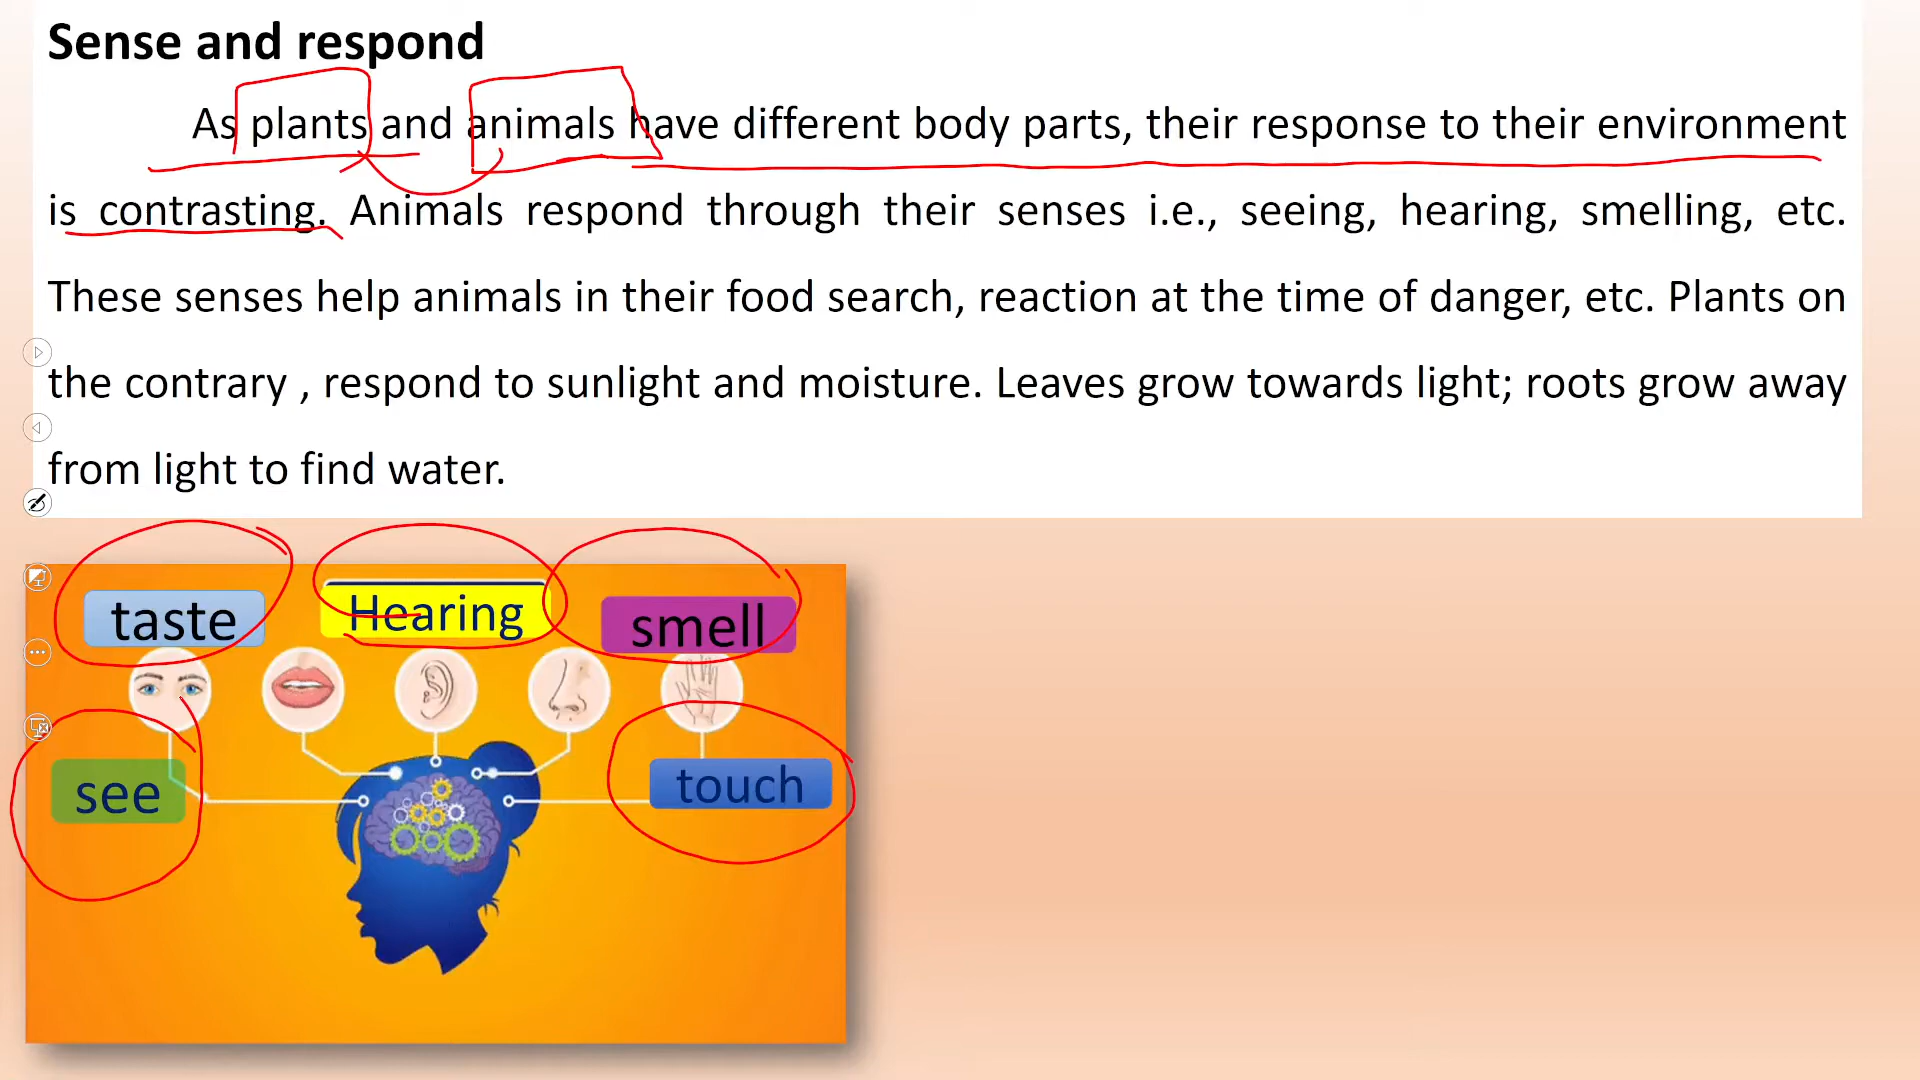 Sense and respond
As plants and animals have different body parts, their response to their environment
is contrasting. Animals respond through their senses i.e., seeing, hearing, smelling, etc.
These senses help animals in their food search, reaction at the time of danger, etc. Plants on
the contrary , respond to sunlight and moisture. Leaves grow towards light; roots grow away
from light to find water.
taste
Hearing
smell
see
touch